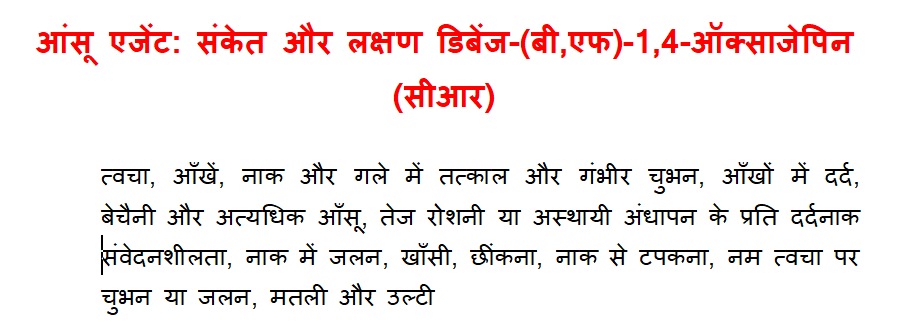 आंसू एजेंट: संकेत और लक्षण डिबेंज-(बी,एफ)-1,4-ऑक्साजेपिन
(सीआर)
त्वचा, आँखें, नाक और गले में तत्काल और गंभीर चुभन, आँखों में दर्द,
बेचैनी और अत्यधिक आँसू, तेज रोशनी या अस्थायी अंधापन के प्रति दर्दनाक
संवेदनशीलता, नाक में जलन, खाँसी, छींकना, नाक से टपकना, नम त्वचा पर
चुभन या जलन, मतली और उल्टी